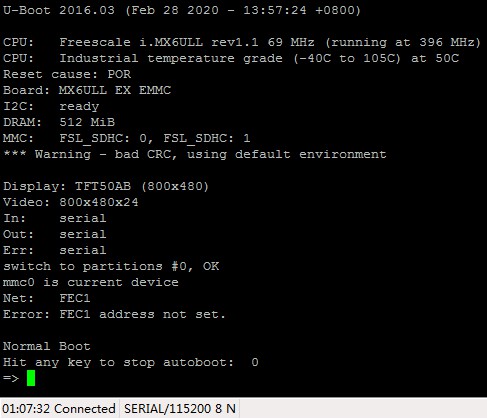 U-Boot 2016.03 (Feb 28 2020 - 13:57:24 +0800)
CPU: Freescale i.MX6ULL rev1.1 69 MHz (running at 396 MHz)
CPU: Industrial temperature grade (-40C to 105C) at 50C
Reset cause: POR
Board: MX6ULL EX EMMC
I2C: ready
DRAM: 512 MiB
MMC: FSL_SDHC: 0, FSL_SDHC: 1
*** Warning - bad CRC, using default environment
Display: TFT50AB (800x480)
Video: 800x480x24
In: serial
Out: serial
Err: serial
switch to partitions #0, OK
mmc0 is current device
Net: FEC1
Error: FEC1 address not set.
Normal Boot
Hit any key to stop autoboot: 0
=>
01:07:32 Connected SERIAL/115200 8 N